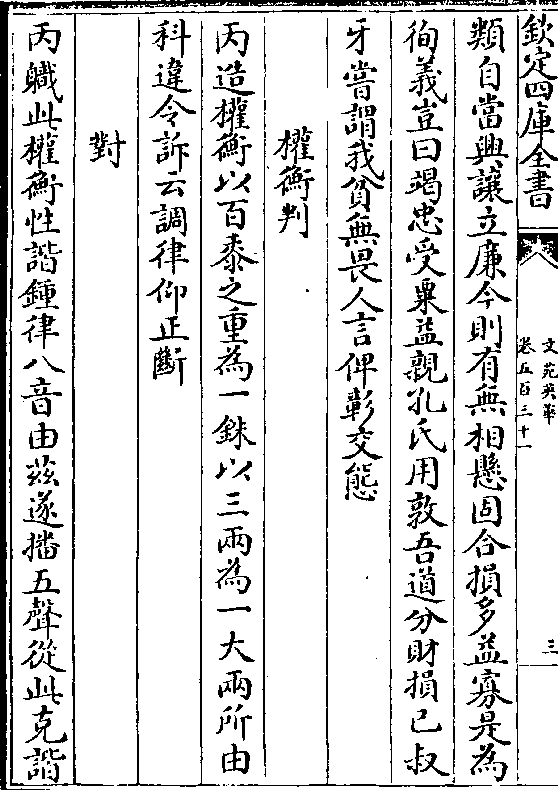 欽定四庫全書
文苑英華
卷五百三十一
三
類自當興讓立廉今則有無相懸固合損多益寡是為
徇義豈曰竭忠受粟益親孔氏用敦吾道分財損已叔
牙嘗謂我貧無畏人言俾彰交態
權衡判
丙造權衡以百黍之重為一銖以三兩為一大兩所由
科違令訴云調律仰正斷
對
丙職此權衡性諧鍾律八音由兹遂播五聲從此克諧